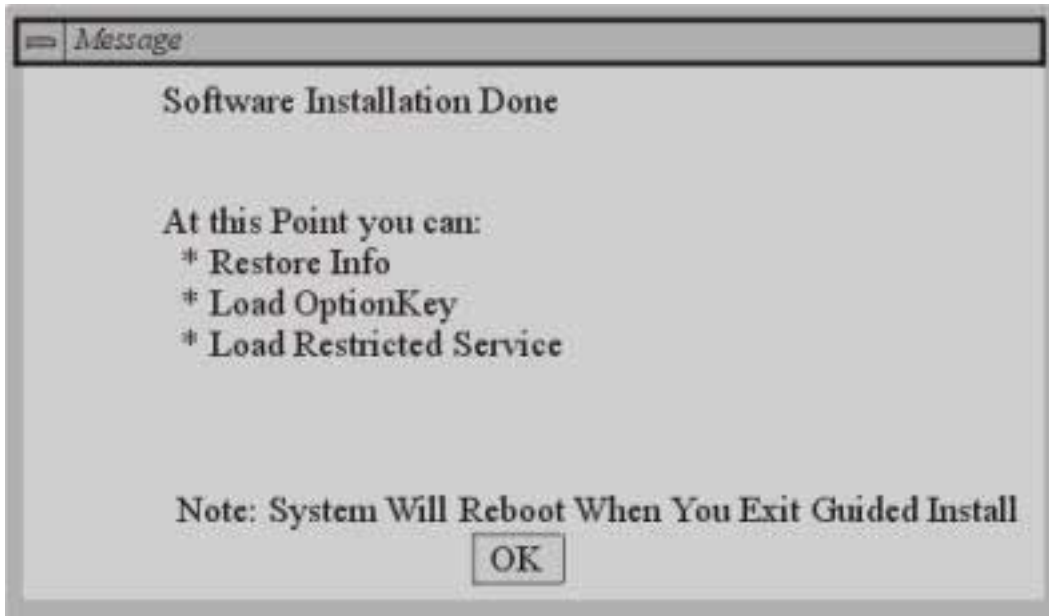 Message
Software Installation Done
At this Point you can:
* Restore Info
* Load OptionKey
* Load Restricted Service
Note: System Will Reboot When You Exit Guided Install
OK